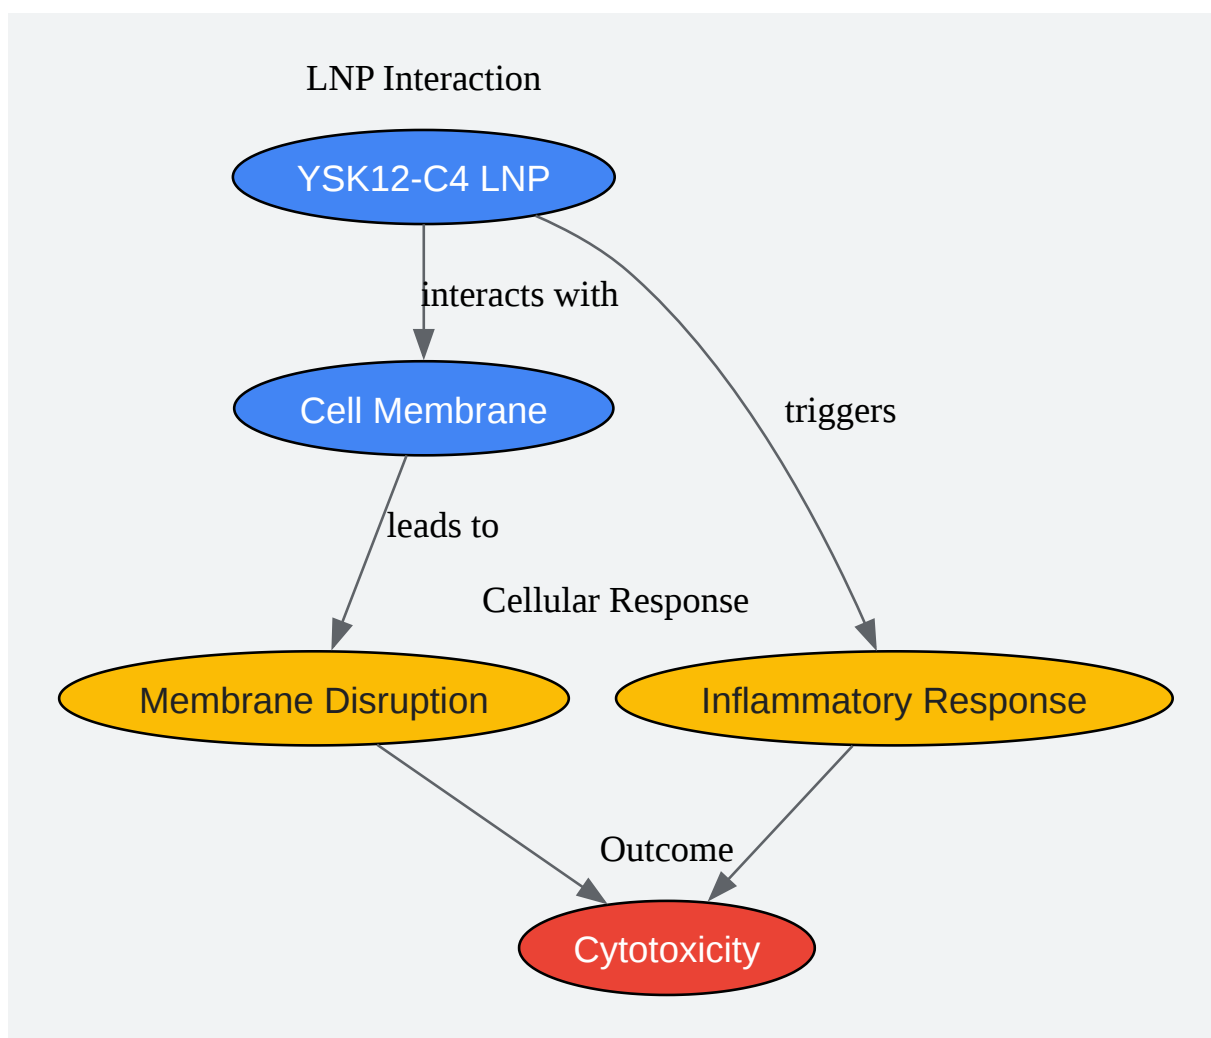 LNP Interaction
YSK12-C4 LNP
interacts with
Cell Membrane
triggers
leads to
Cellular Response
Membrane Disruption
Inflammatory Response
Outcome
Cytotoxicity